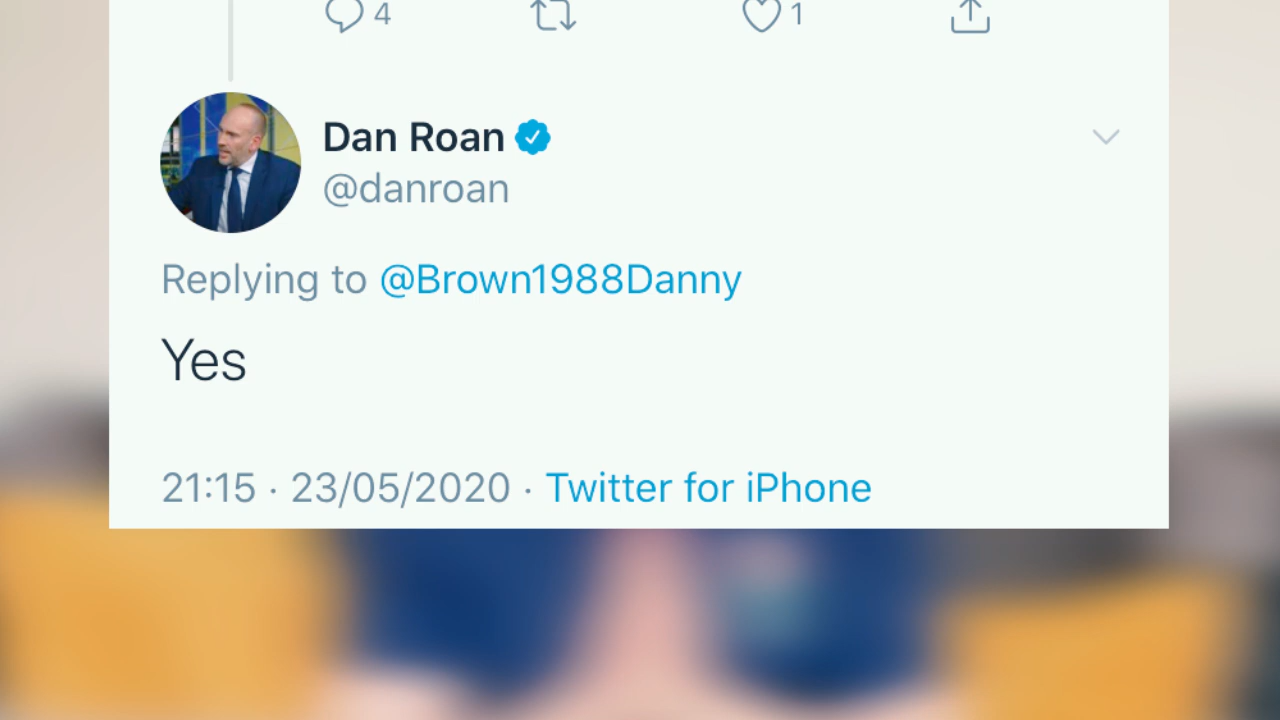 4 1
Dan Roan
@danroan
Replying to @Brown1988Danny
Yes
21:15 · 23/05/2020 · Twitter for iPhone